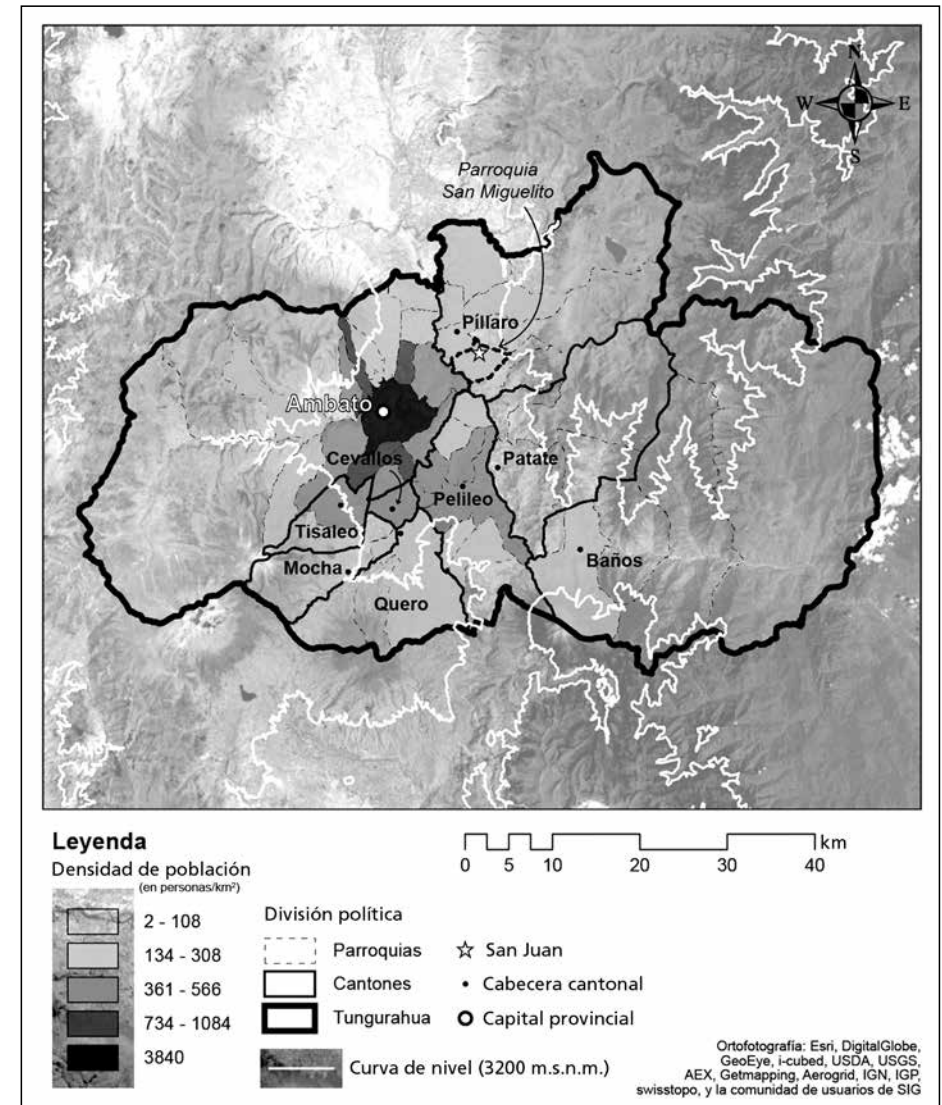 N
W E
S
Parroquia
San Miguelito
Píllaro
Ambato
Cevallos
Patate
Pelileo
Tisaleo
Baños
Mocha
Quero
Leyenda
Densidad de población
(en personas/km²)
2 - 108
134 - 308
361 - 566
734 - 1084
3840
km
0 5 10 20 30 40
División política
Parroquias
Cantones
Tungurahua
San Juan
Cabecera cantonal
Capital provincial
Curva de nivel (3200 m.s.n.m.)
Ortofotografía: Esri, DigitalGlobe,
GeoEye, i-cubed, USDA, USGS,
AEX, Getmapping, Aerogrid, IGN, IGP,
swisstopo, y la comunidad de usuarios de SIG